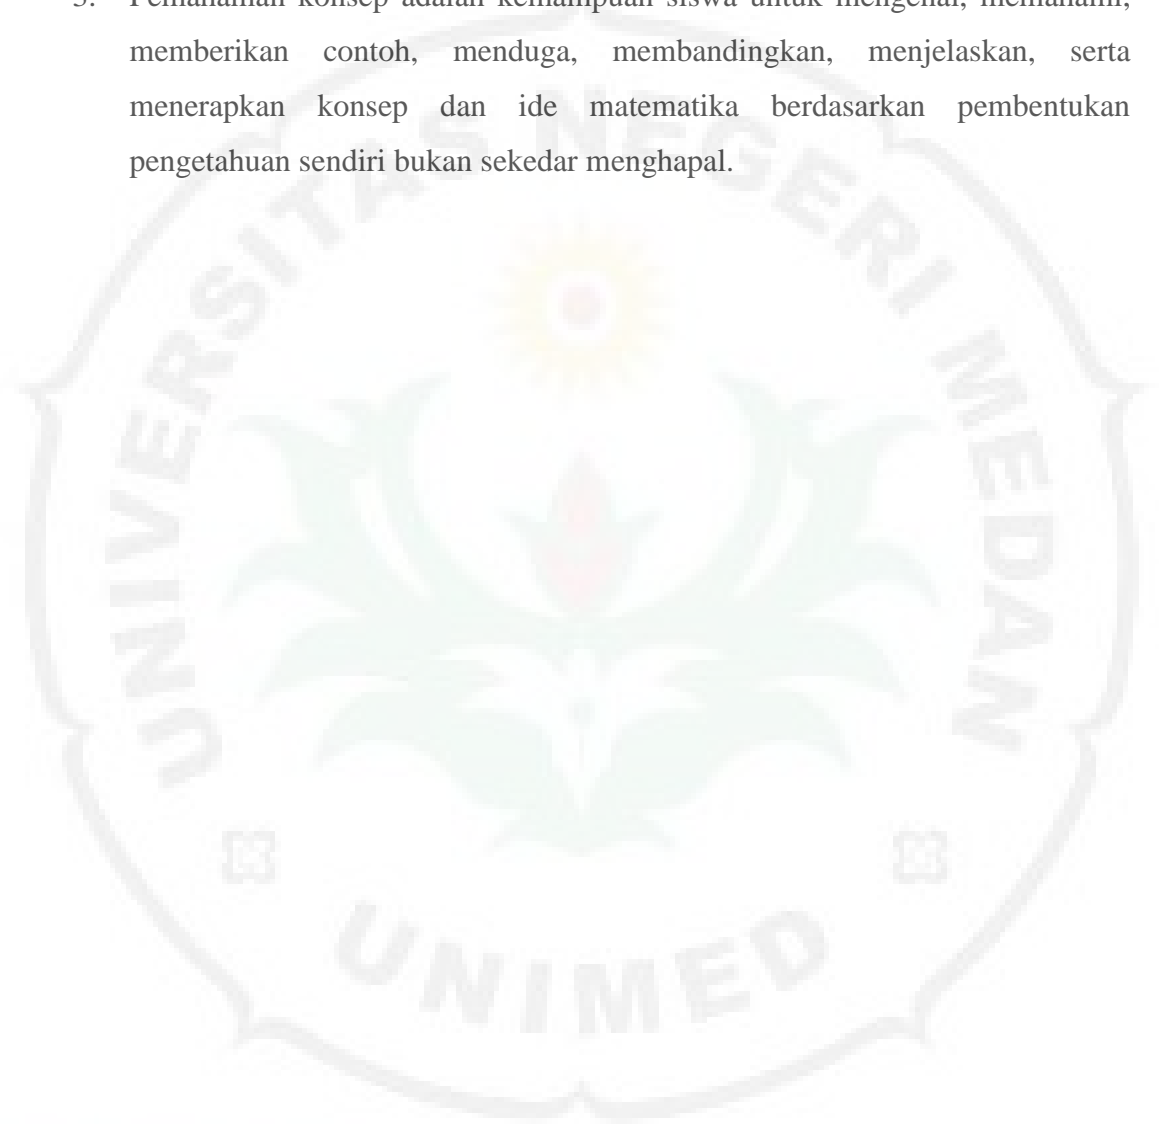 3. Pemahaman konsep adalah kemampuan siswa untuk mengenal, memahami,
memberikan contoh, menduga, membandingkan, menjelaskan, serta
menerapkan konsep dan ide matematika berdasarkan pembentukan
pengetahuan sendiri bukan sekedar menghapal.
UNIVERSITAS NEGERI MEDAN
UNIMED